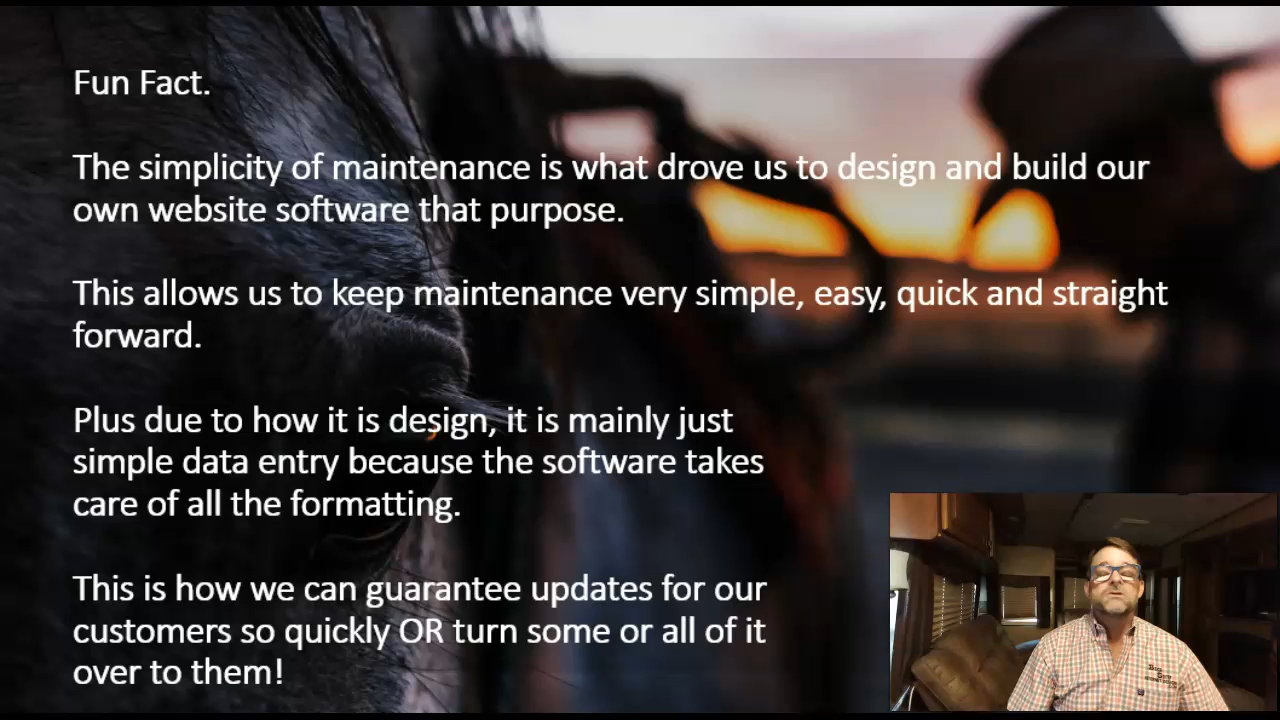 Fun Fact.
The simplicity of maintenance is what drove us to design and build our
own website software that purpose.
This allows us to keep maintenance very simple, easy, quick and straight
forward.
Plus due to how it is design, it is mainly just
simple data entry because the software takes
care of all the formatting.
This is how we can guarantee updates for our
customers so quickly OR turn some or all of it
over to them!